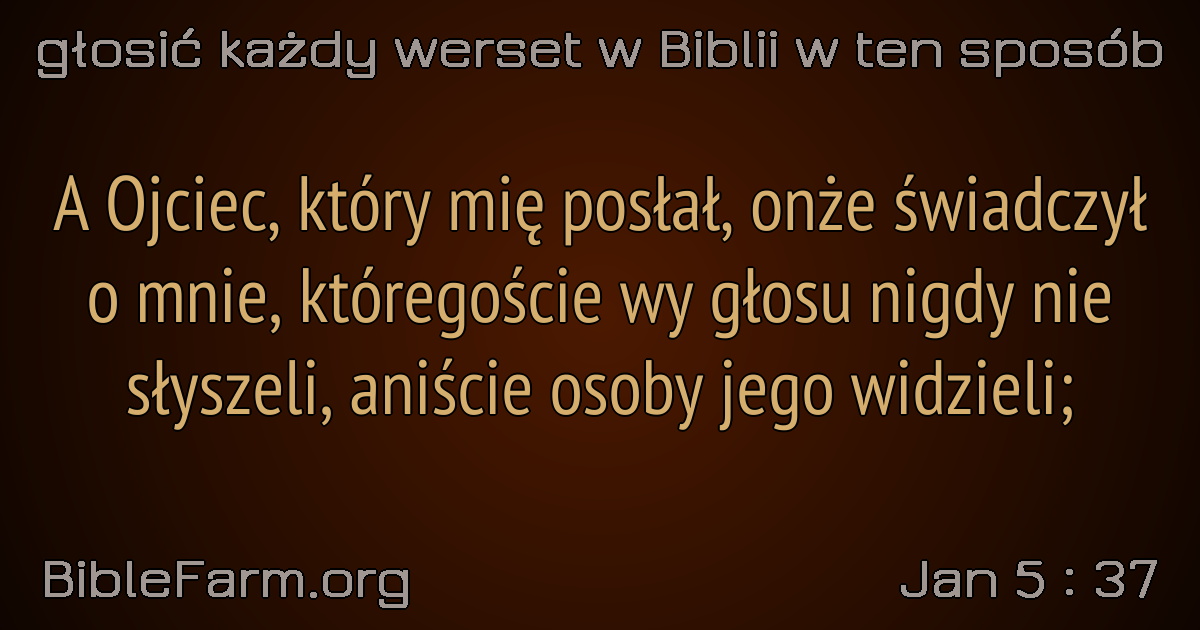 głosić każdy werset w Biblii w ten sposób
A Ojciec, który mię posłał, onże świadczył
o mnie, któregoście wy głosu nigdy nie
słyszeli, aniście osoby jego widzieli;
BibleFarm.org
Jan 5 : 37